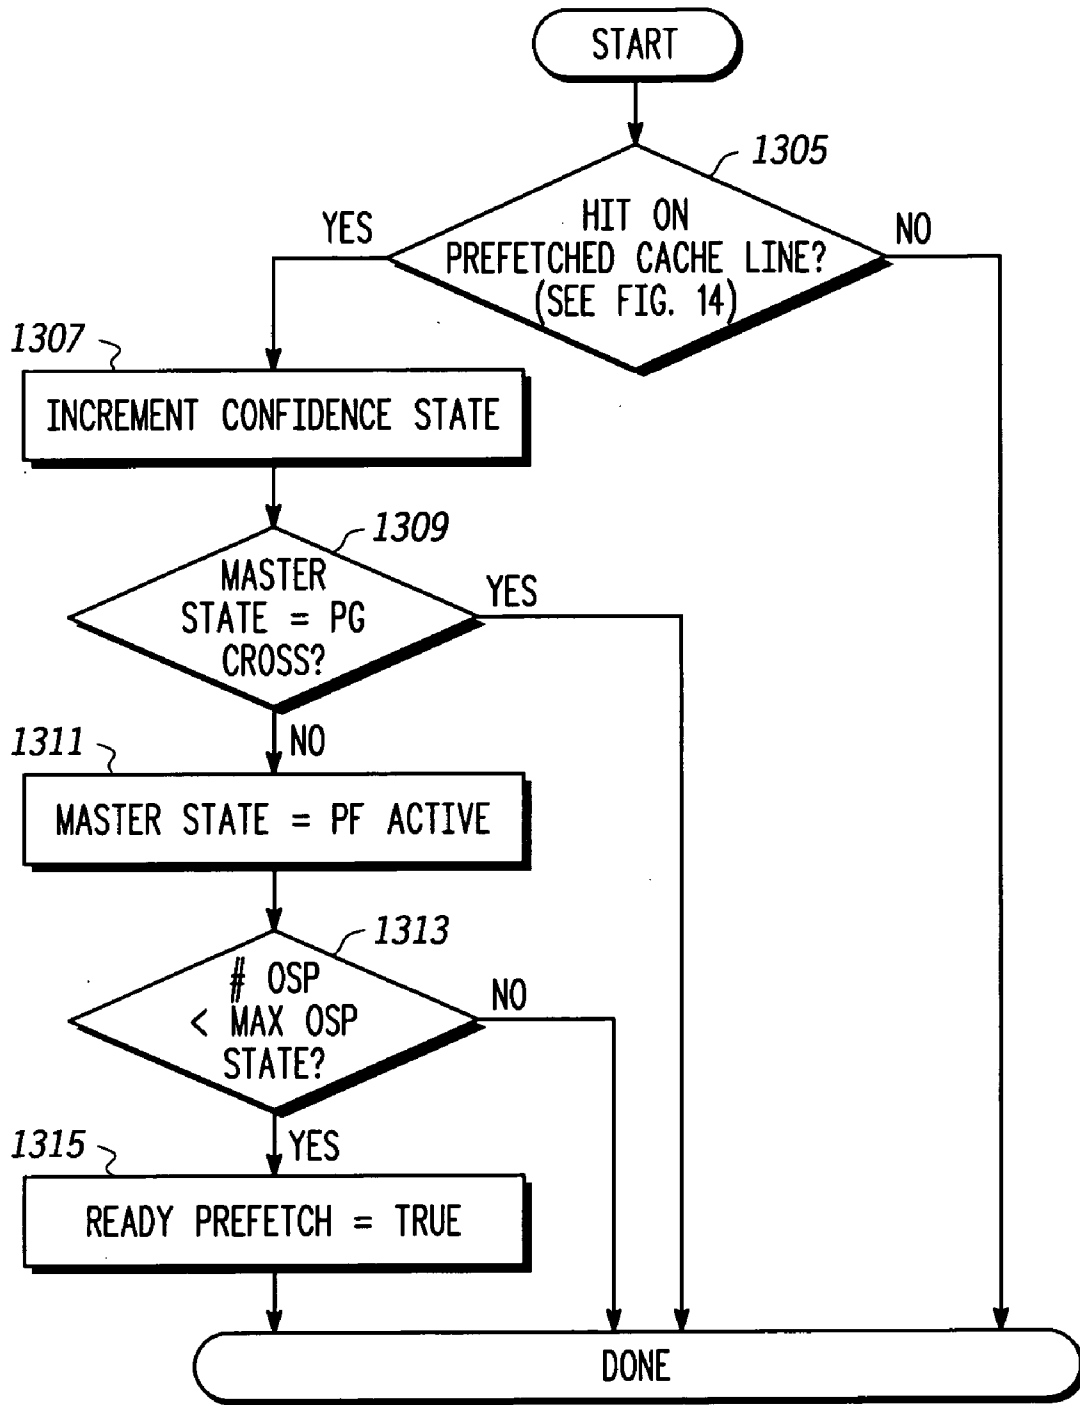 START
1305
HIT ON
PREFETCHED CACHE LINE?
(SEE FIG. 14)
YES
NO
1307
INCREMENT CONFIDENCE STATE
1309
MASTER
STATE = PG
CROSS?
YES
NO
1311
MASTER STATE = PF ACTIVE
1313
# OSP
< MAX OSP
STATE?
NO
YES
1315
READY PREFETCH = TRUE
DONE